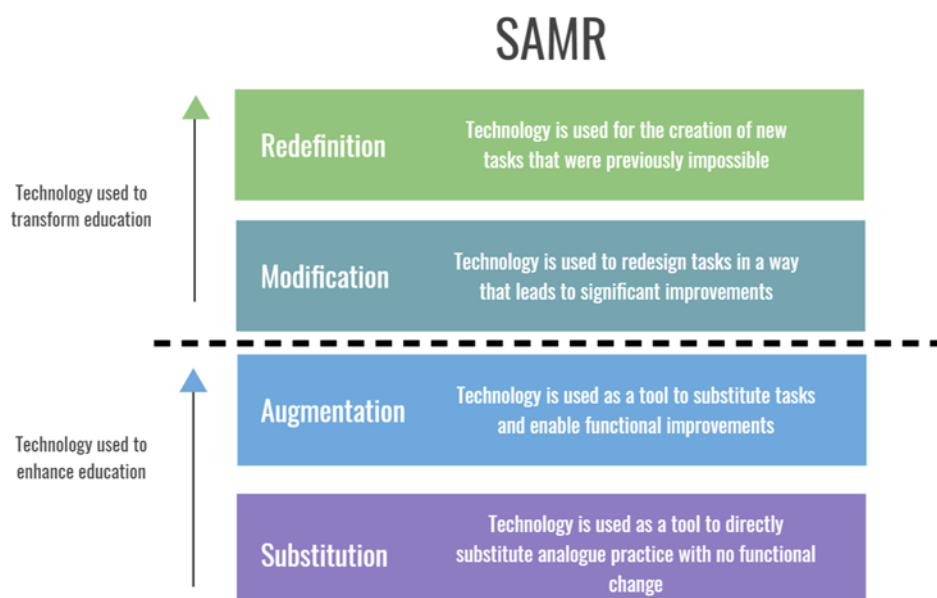 SAMR
Technology used to
transform education
Redefinition
Technology is used for the creation of new
tasks that were previously impossible
Modification
Technology is used to redesign tasks in a way
that leads to significant improvements
Technology used to
enhance education
Augmentation
Technology is used as a tool to substitute tasks
and enable functional improvements
Substitution
Technology is used as a tool to directly
substitute analogue practice with no functional
change